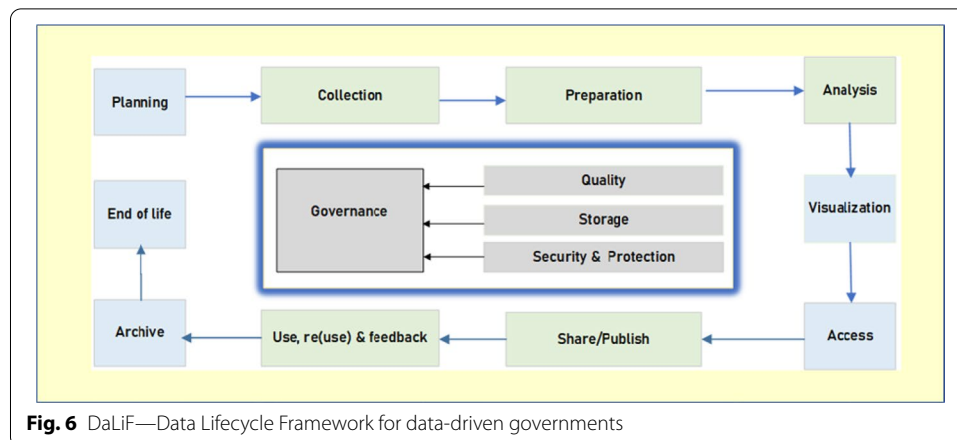 Planning
Collection
Preparation
Analysis
Quality
Governance
Storage
Security & Protection
End of life
Visualization
Archive
Use, re(use) & feedback
Share/Publish
Access
Fig. 6 DaLiF—Data Lifecycle Framework for data-driven governments